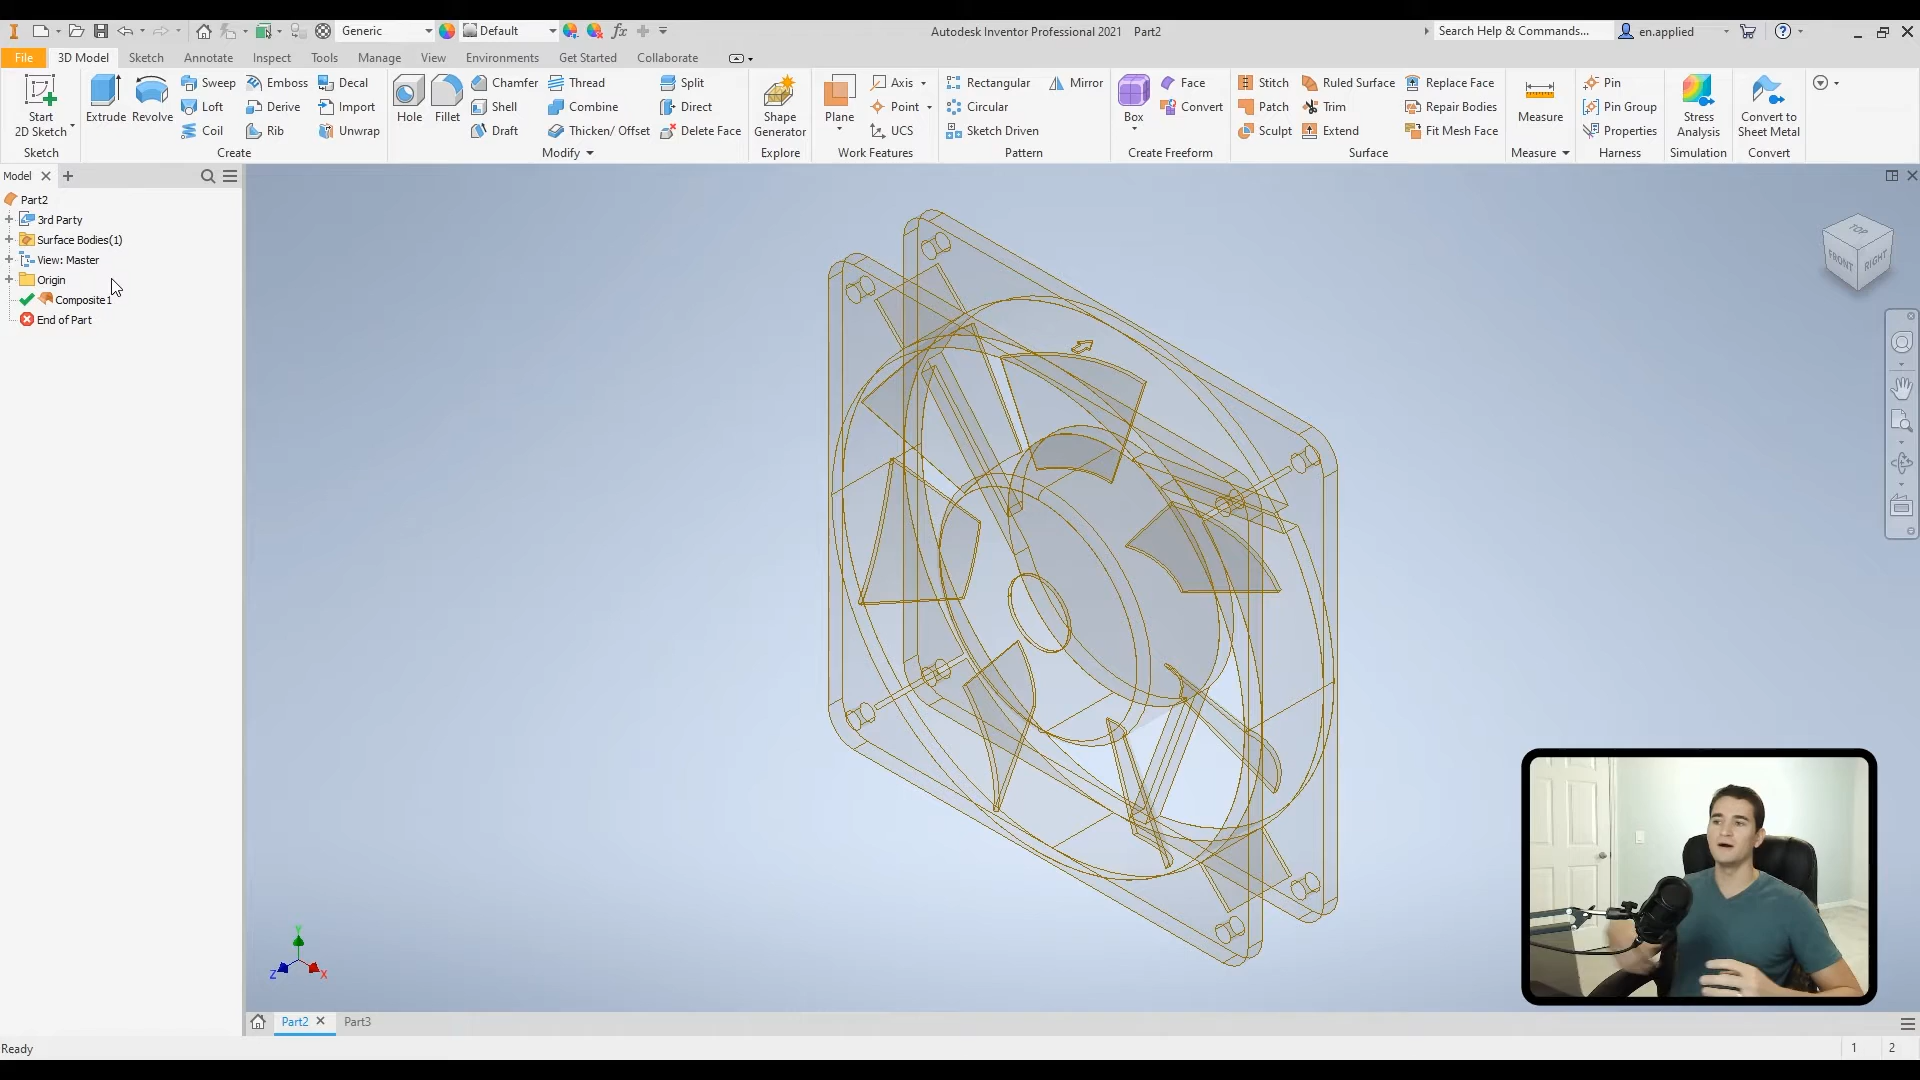 Generic
Default
fx
Autodesk Inventor Professional 2021 Part2
Search Help & Commands...
en.applied
File 3D Model Sketch Annotate Inspect Tools Manage View Environments Get Started Collaborate
Start
2D Sketch
Sketch
Extrude
Revolve
Sweep
Loft
Coil
Emboss
Derive
Rib
Decal
Import
Unwrap
Create
Hole
Fillet
Chamfer
Shell
Draft
Thread
Combine
Thicken/ Offset
Split
Direct
Delete Face
Modify
Shape
Generator
Explore
Plane
Axis
Point
UCS
Work Features
Rectangular
Circular
Sketch Driven
Mirror
Pattern
Box
Face
Convert
Create Freeform
Stitch
Patch
Sculpt
Ruled Surface
Trim
Extend
Replace Face
Repair Bodies
Fit Mesh Face
Surface
Measure
Measure
Pin
Pin Group
Properties
Harness
Stress
Analysis
Simulation
Convert to
Sheet Metal
Convert
Model
Part2
3rd Party
Surface Bodies(1)
View: Master
Origin
Composite1
End of Part
TOP
FRONT
RIGHT
Y
Z
X
Part2
Part3
Ready
1 2